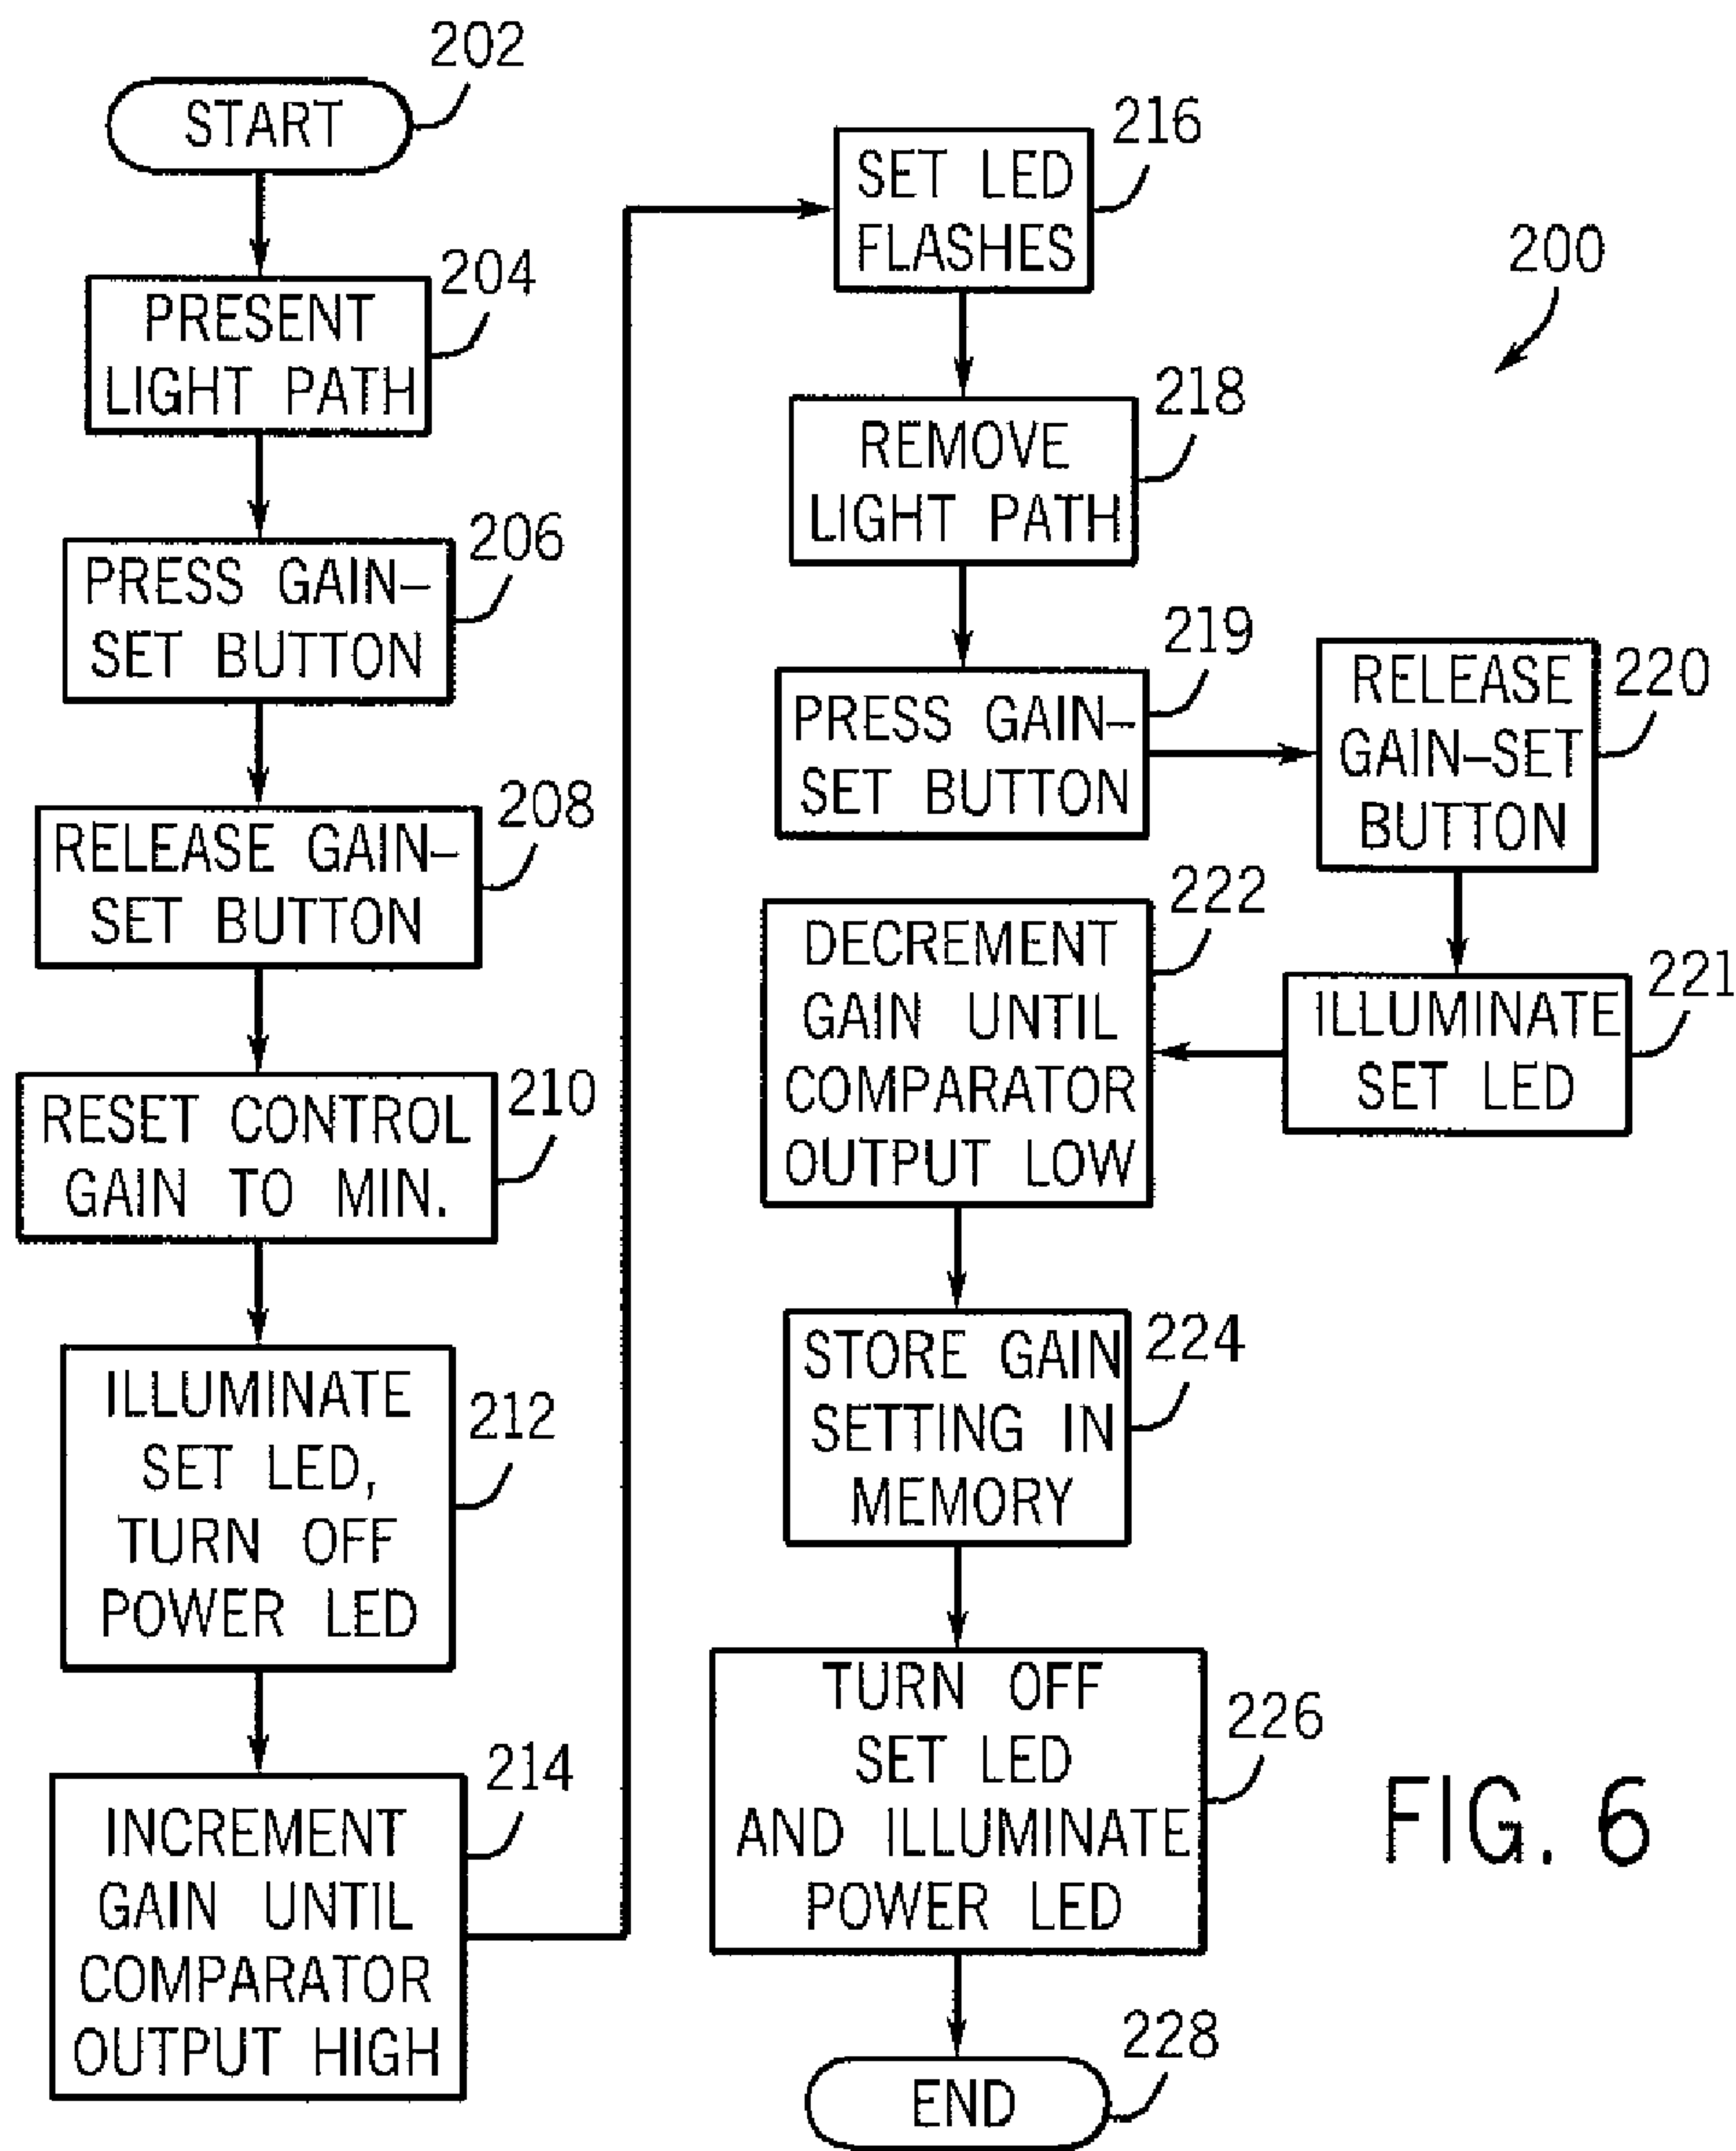 202
START
204
PRESENT
LIGHT PATH
206
PRESS GAIN–
SET BUTTON
208
RELEASE GAIN–
SET BUTTON
210
RESET CONTROL
GAIN TO MIN.
212
ILLUMINATE
SET LED,
TURN OFF
POWER LED
214
INCREMENT
GAIN UNTIL
COMPARATOR
OUTPUT HIGH
216
SET LED
FLASHES
218
REMOVE
LIGHT PATH
219
PRESS GAIN–
SET BUTTON
220
RELEASE
GAIN–SET
BUTTON
221
ILLUMINATE
SET LED
222
DECREMENT
GAIN UNTIL
COMPARATOR
OUTPUT LOW
224
STORE GAIN
SETTING IN
MEMORY
226
TURN OFF
SET LED
AND ILLUMINATE
POWER LED
228
END
200
FIG. 6